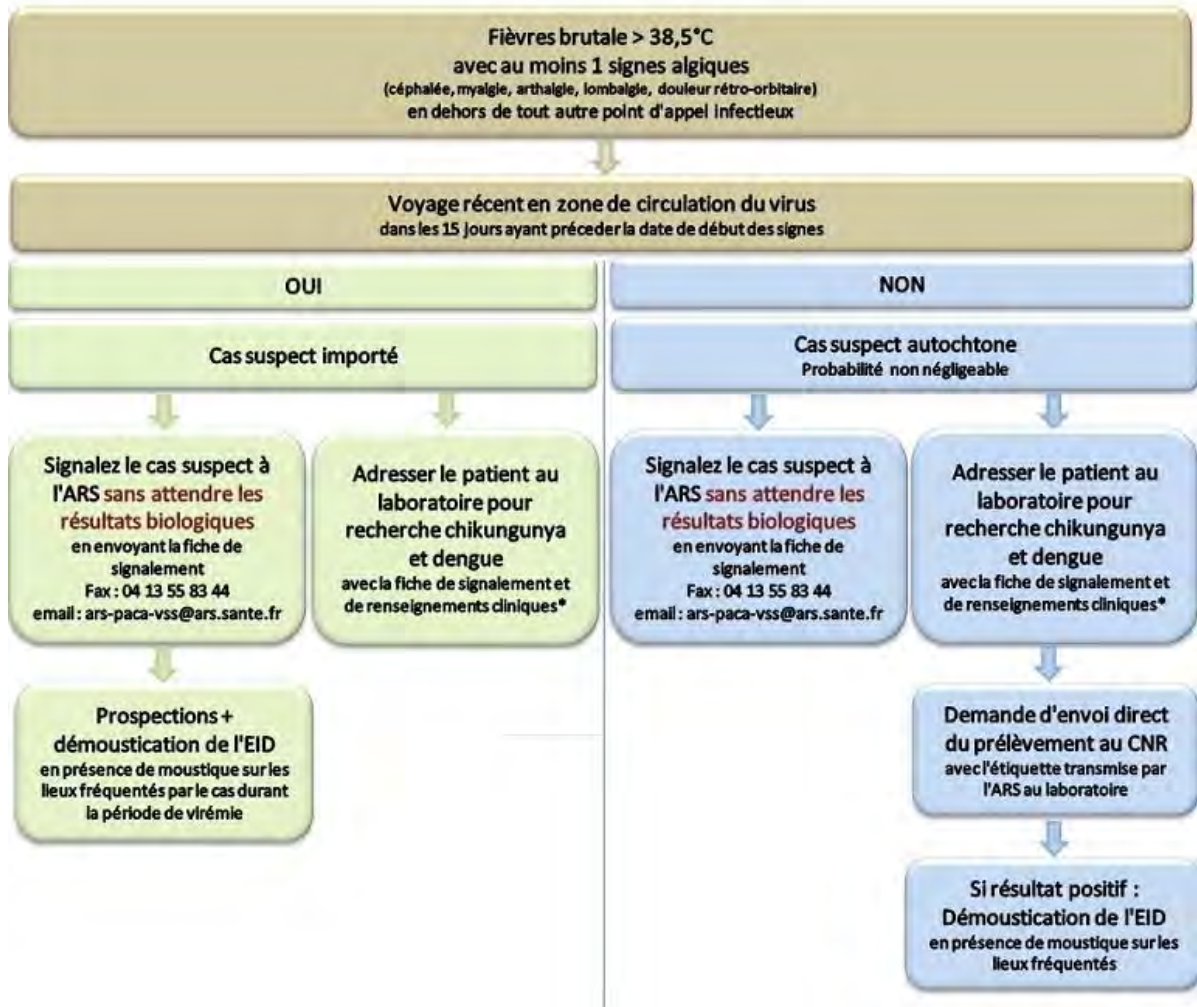 Fièvres brutale > 38,5°C
avec au moins 1 signes algiques
(céphalée, myalgie, arthalgie, lombalgie, douleur rétro-orbitaire)
en dehors de tout autre point d'appel infectieux
Voyage récent en zone de circulation du virus
dans les 15 jours ayant précéder la date de début des signes
OUI
Cas suspect importé
Signalez le cas suspect à
l'ARS sans attendre les
résultats biologiques
en envoyant la fiche de
signalement
Fax : 04 13 55 83 44
email : ars-paca-vss@ars.sante.fr
Adresser le patient au
laboratoire pour
recherche chikungunya
et dengue
avec la fiche de signalement et
de renseignements cliniques*
Prospections +
démoustication de l'EID
en présence de moustique sur les
lieux fréquentés par le cas durant
la période de virémie
NON
Cas suspect autochtone
Probabilité non négligeable
Signalez le cas suspect à
l'ARS sans attendre les
résultats biologiques
en envoyant la fiche de
signalement
Fax : 04 13 55 83 44
email : ars-paca-vss@ars.sante.fr
Adresser le patient au
laboratoire pour
recherche chikungunya
et dengue
avec la fiche de signalement et
de renseignements cliniques*
Demande d'envoi direct
du prélèvement au CNR
avec l'étiquette transmise par
l'ARS au laboratoire
Si résultat positif :
Démoustication de l'EID
en présence de moustique sur les
lieux fréquentés